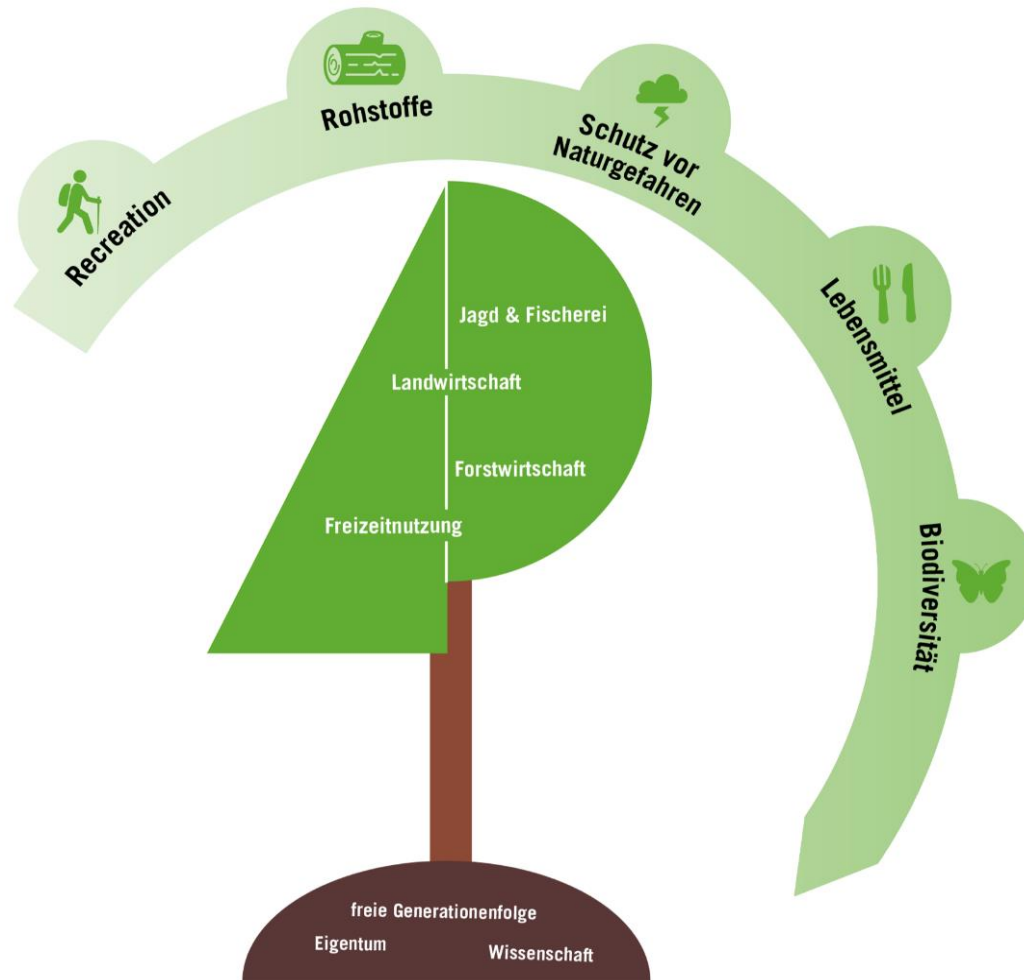 Recreation
Rohstoffe
Schutz vor
Naturgefahren
Lebensmittel
Biodiversität
Jagd & Fischerei
Landwirtschaft
Forstwirtschaft
Freizeitnutzung
freie Generationenfolge
Eigentum
Wissenschaft